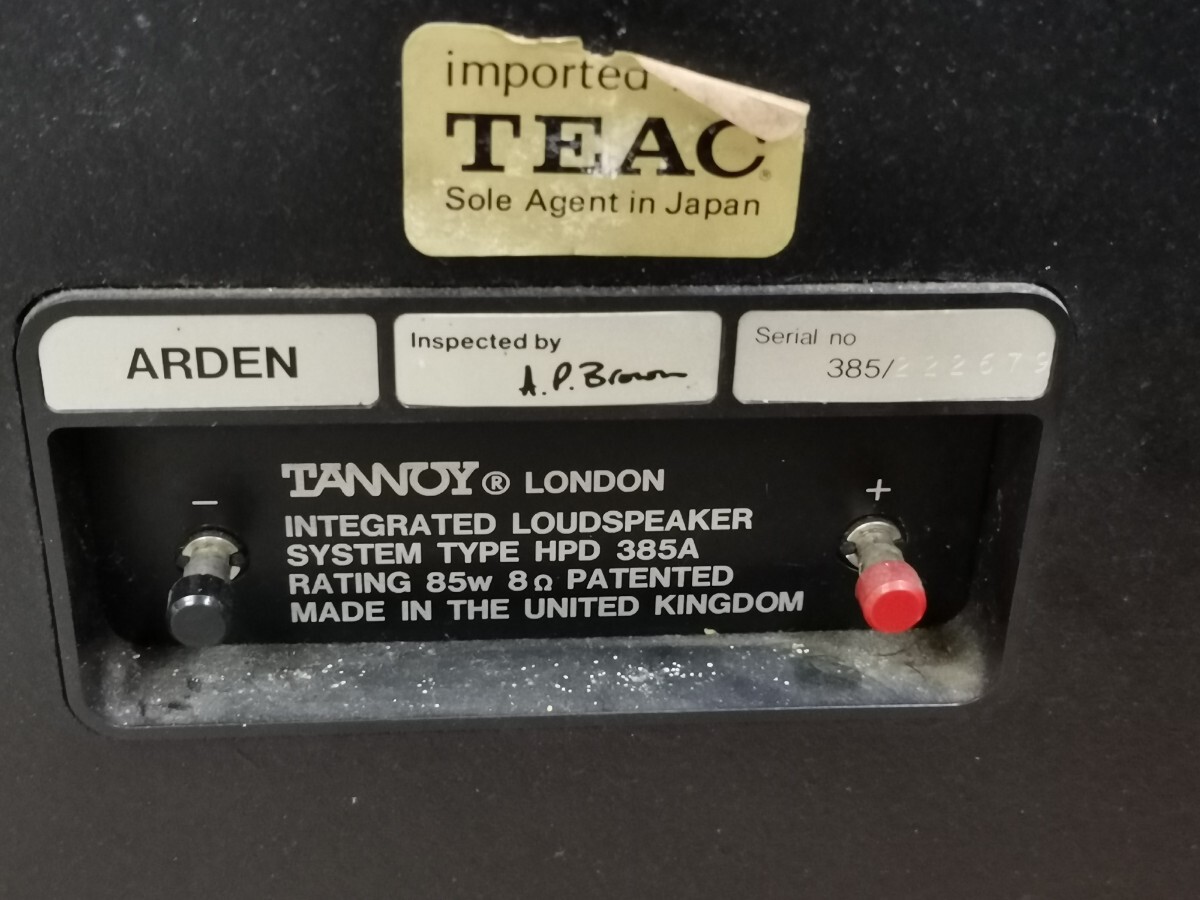 imported
TEAC
Sole Agent in Japan
ARDEN
Inspected by
A.P. Brown
Serial no
385/222679
TANNOY® LONDON
INTEGRATED LOUDSPEAKER
SYSTEM TYPE HPD 385A
RATING 85w 8Ω PATENTED
MADE IN THE UNITED KINGDOM
− +